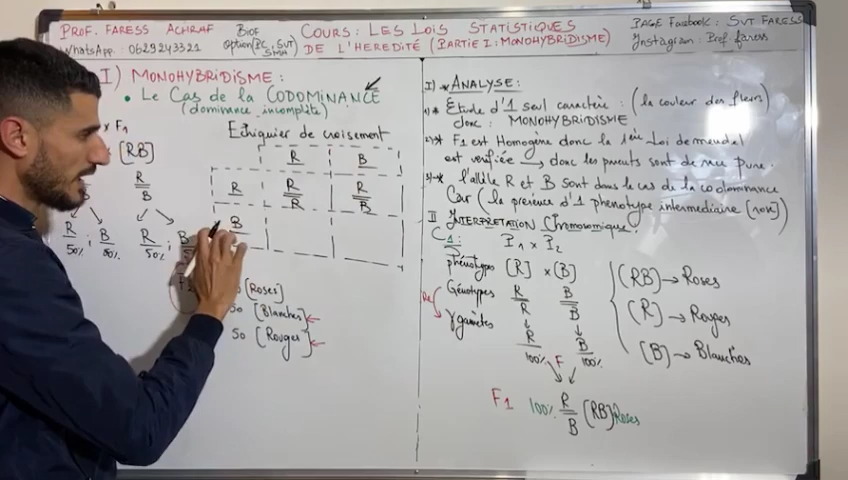 PROF. FARESS ACHRAF
WhatsApp : 0629243321
Biof
Option (PC, SVT
SMA
COURS : LES LOIS STATISTIQUES
DE L'HEREDITÉ (PARTIE I : MONOHYBRIDISME)
PAGE Facebook : SVT FARESS
Instagram : Prof. faress
I) MONOHYBRIDISME :
• Le Cas de la CODOMINANCE
(dominance incomplète)
x F1
[RB]
R
B
R
50%
;
B
50%
R
50%
;
B
Echiquier de croisement
R
B
R
R
R
R
B
B
[Roses]
50 [Blanches]
50 [Rouges]
I) * ANALYSE :
1)* Etude d'1 seul caractère : (la couleur des fleurs)
donc : MONOHYBRIDISME
2)* F1 est Homogène donc la 1ère Loi de mendel
est vérifiée → donc les parents sont de race pure.
3)* l'allèle R et B sont dans le cas de la codominance
Car (la présence d'1 phénotype intermédiaire [rose])
II INTERPRETATION Chromosomique :
C1 :
P1 x P2
phénotypes [R] x [B]
Génotypes
R
R
B
B
γ gamètes
R
100%
B
100%
F
F1 100%
R
B
[RB] Roses
(RB) → Roses
(R) → Rouges
[B] → Blanches